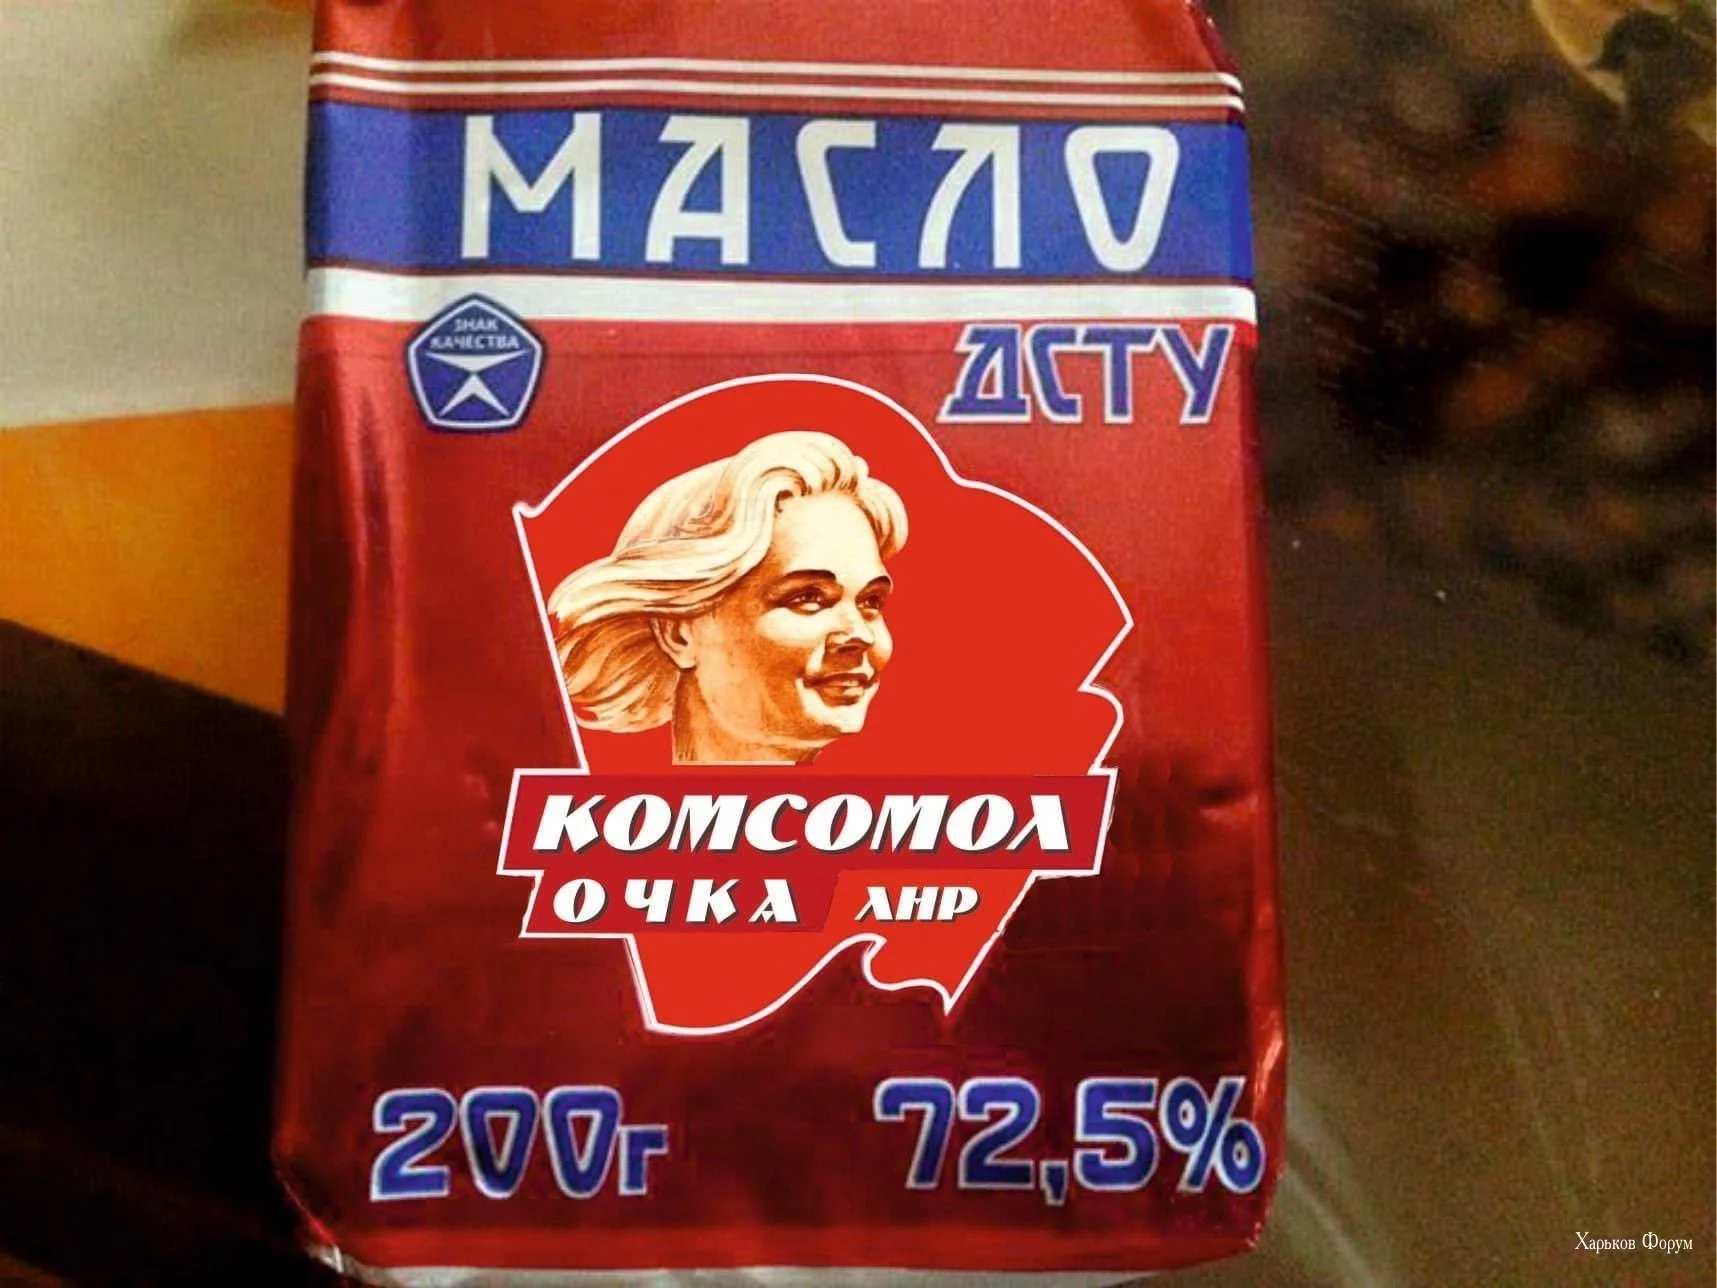 МАСЛО
ЗНАК
КАЧЕСТВА
ДСТУ
КОМСОМОЛ
ОЧКА ЛНР
200г 72,5%
Харьков Форум